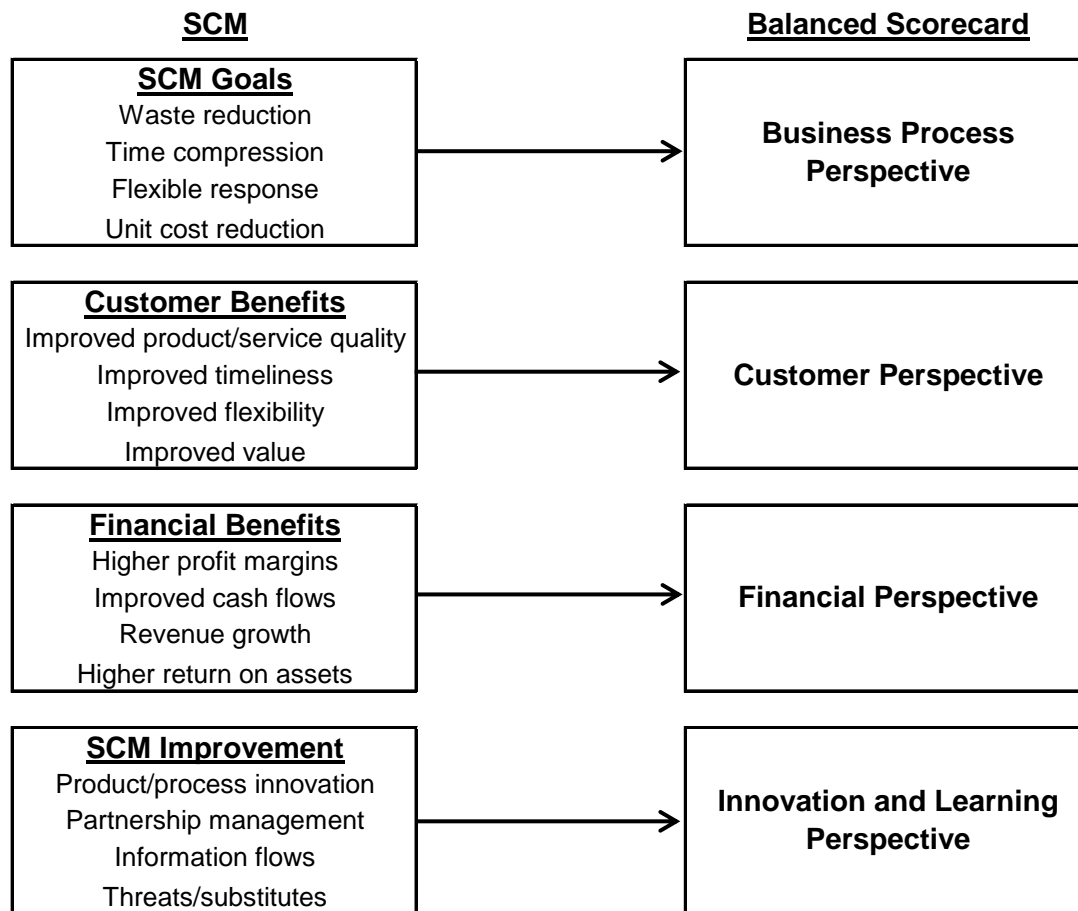 SCM
Balanced Scorecard
SCM Goals
Waste reduction
Time compression
Flexible response
Unit cost reduction
Business Process
Perspective
Customer Benefits
Improved product/service quality
Improved timeliness
Improved flexibility
Improved value
Customer Perspective
Financial Benefits
Higher profit margins
Improved cash flows
Revenue growth
Higher return on assets
Financial Perspective
SCM Improvement
Product/process innovation
Partnership management
Information flows
Threats/substitutes
Innovation and Learning
Perspective